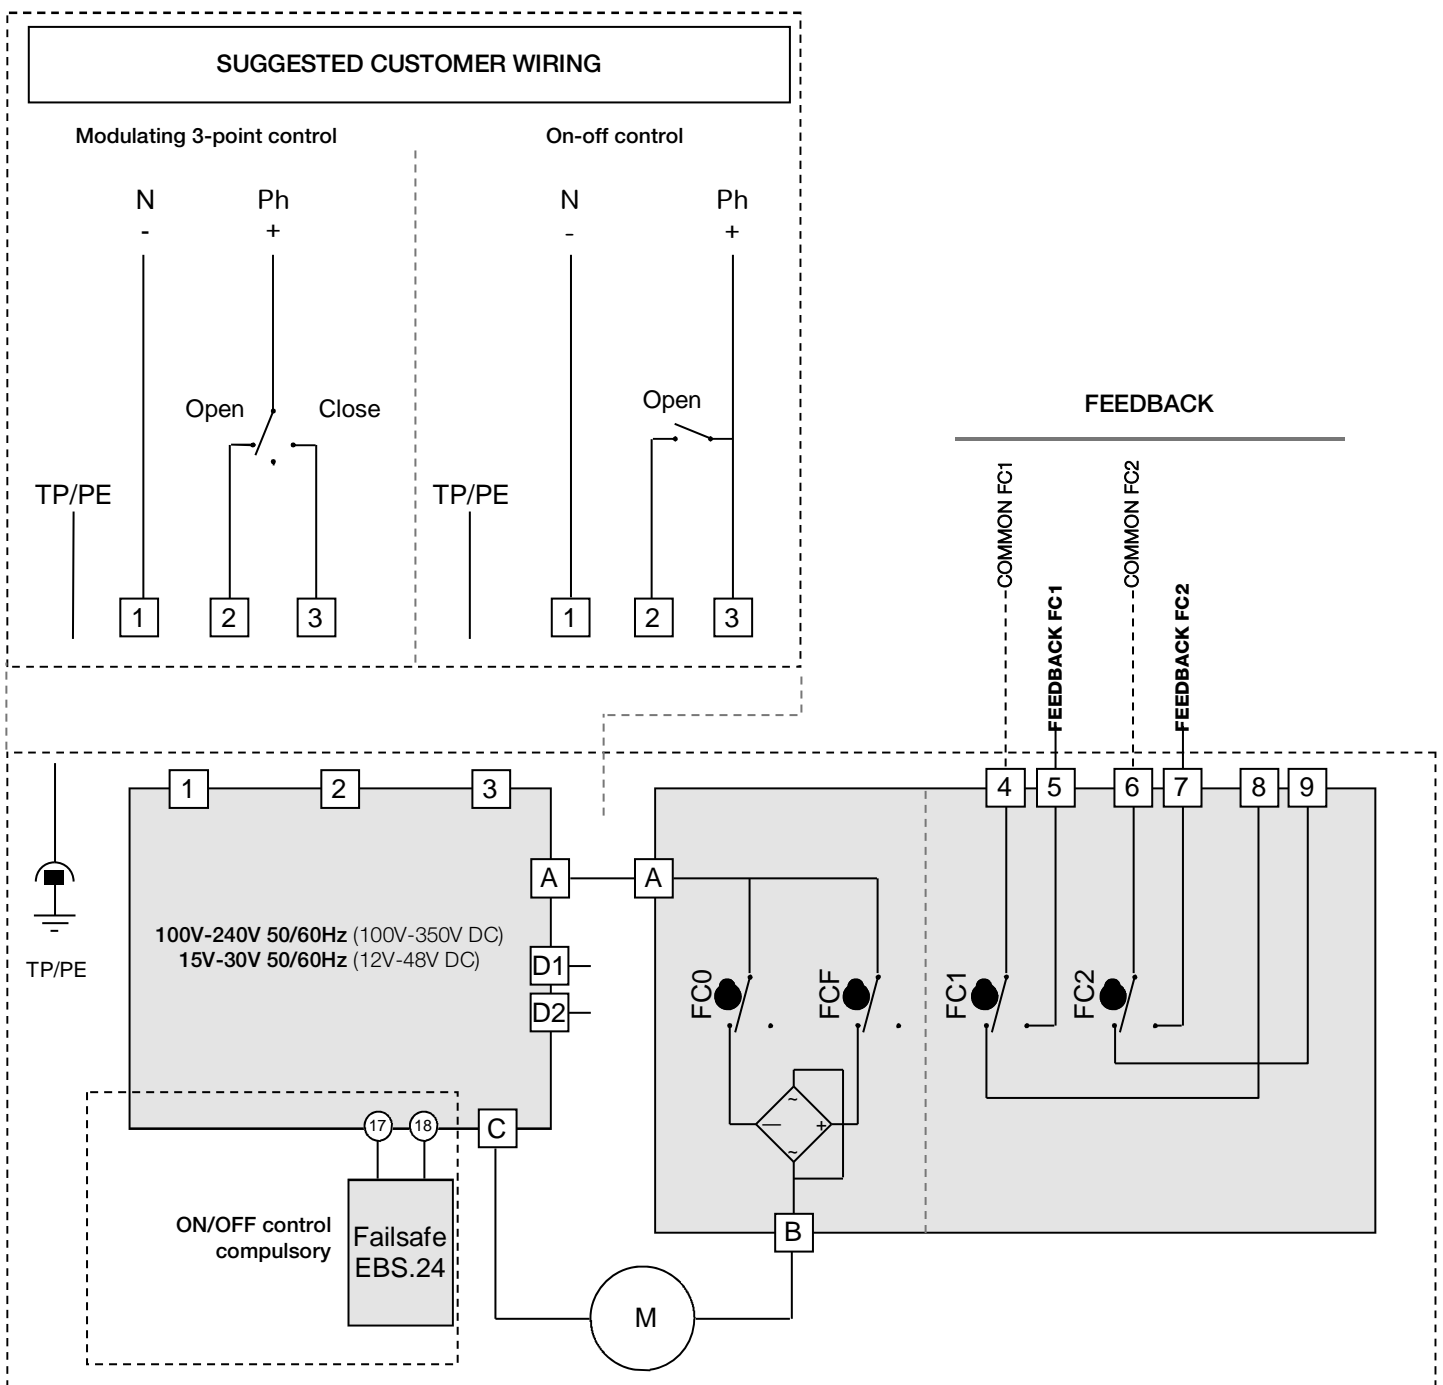 SUGGESTED CUSTOMER WIRING
Modulating 3-point control
On-off control
N
Ph
N
Ph
-
+
-
+
Open
Close
Open
TP/PE
TP/PE
1
2
3
1
2
3
FEEDBACK
COMMON FC1
FEEDBACK FC1
COMMON FC2
FEEDBACK FC2
1
2
3
4
5
6
7
8
9
TP/PE
A
A
100V-240V 50/60Hz (100V-350V DC)
15V-30V 50/60Hz (12V-48V DC)
D1
D2
FC0
FCF
FC1
FC2
~
—
+
~
17
18
C
B
ON/OFF control
compulsory
Failsafe
EBS.24
M